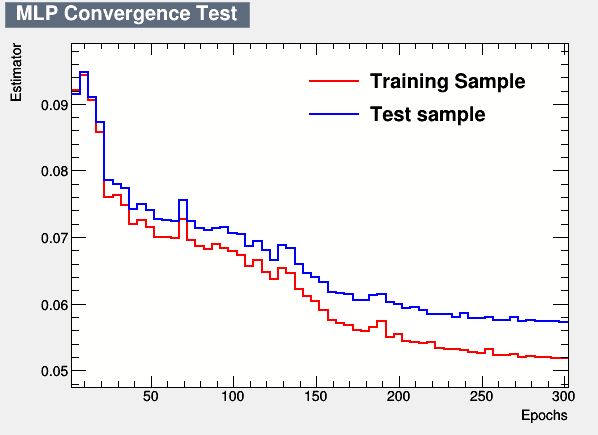 MLP Convergence Test
Estimator
Training Sample
Test sample
0.09
0.08
0.07
0.06
0.05
50 100 150 200 250 300
Epochs